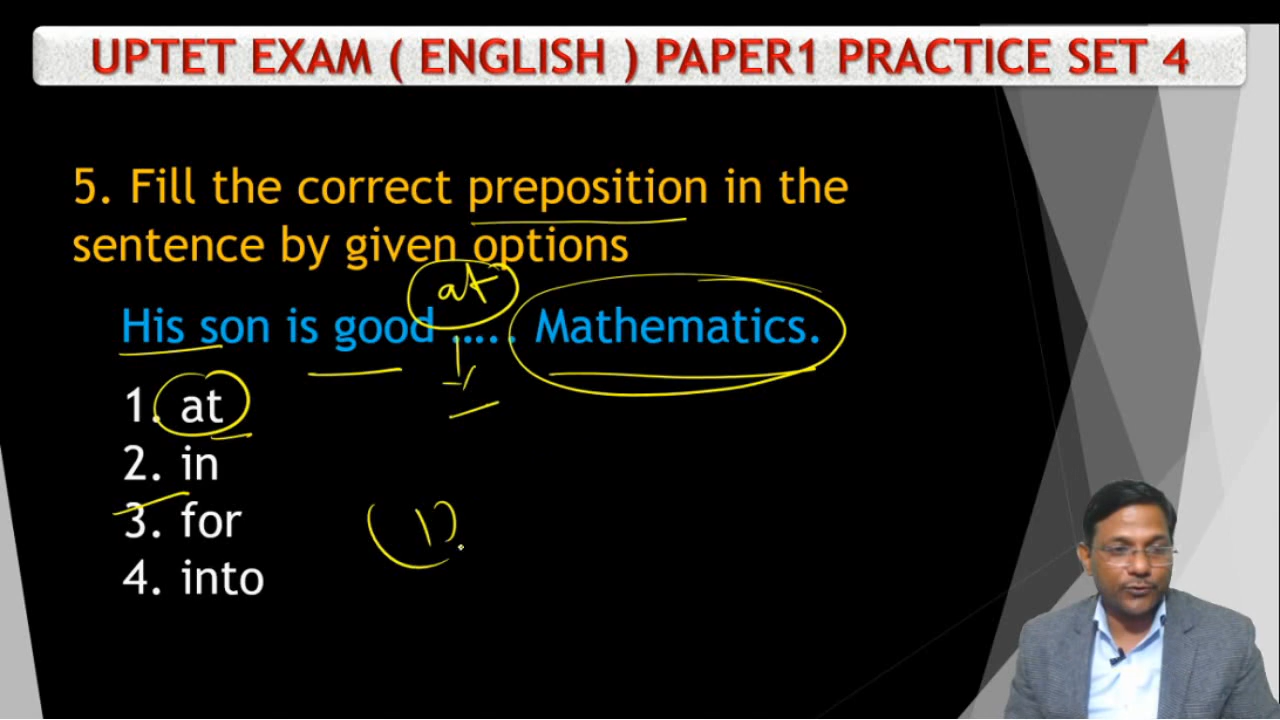 UPTET EXAM ( ENGLISH ) PAPER1 PRACTICE SET 4
5. Fill the correct preposition in the
sentence by given options
at
His son is good ..... Mathematics.
1. at
2. in
3. for
4. into
(1)